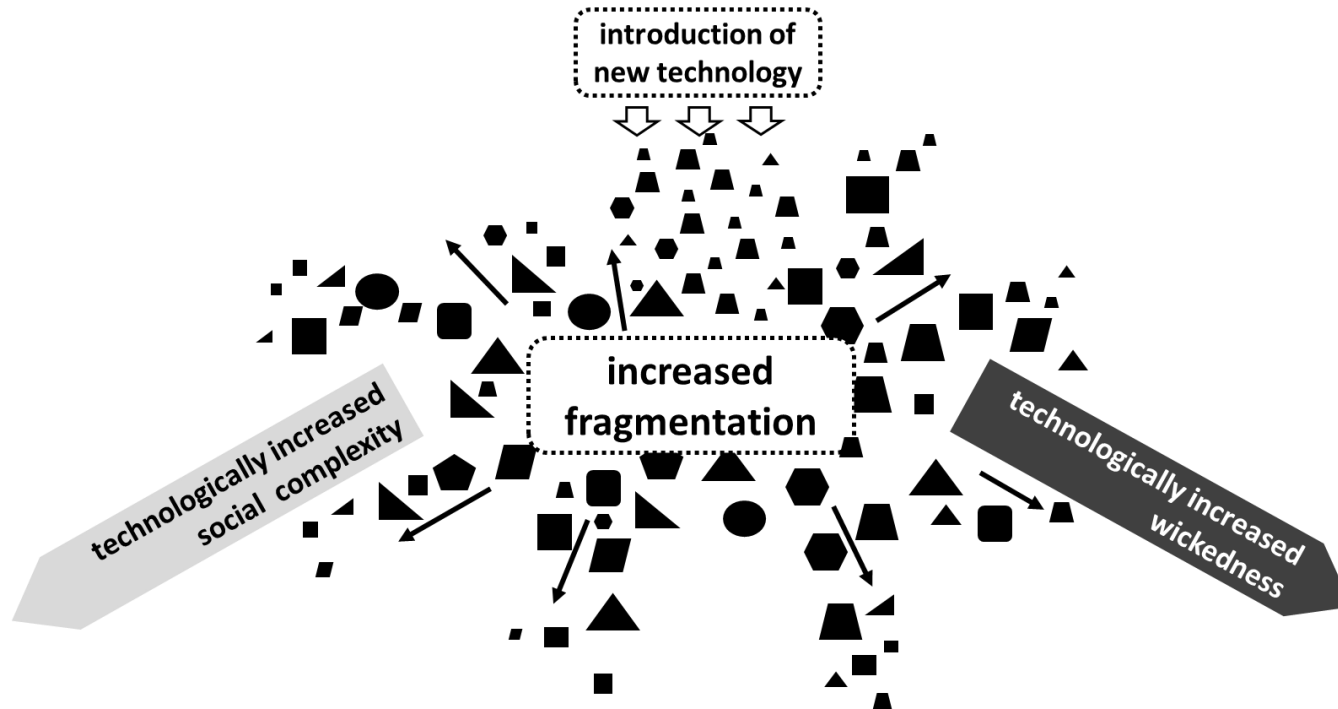 introduction of
new technology
increased
fragmentation
technologically increased
social complexity
technologically increased
wickedness